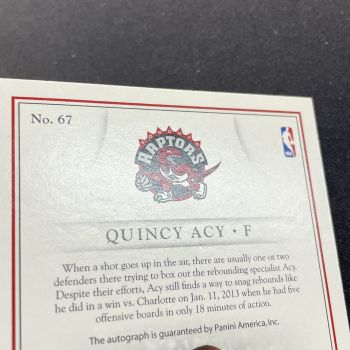 No. 67
RAPTORS
QUINCY ACY • F
When a shot goes up in the air, there are usually one or
defenders there trying to box out the rebounding specialist Acy.
Despite their efforts, Acy still finds a way to snag rebounds like
he did in a win vs. Charlotte on Jan. 11, 2013 when he had five
offensive boards in only 18 minutes of action.
The autograph is guaranteed by Panini America, Inc.